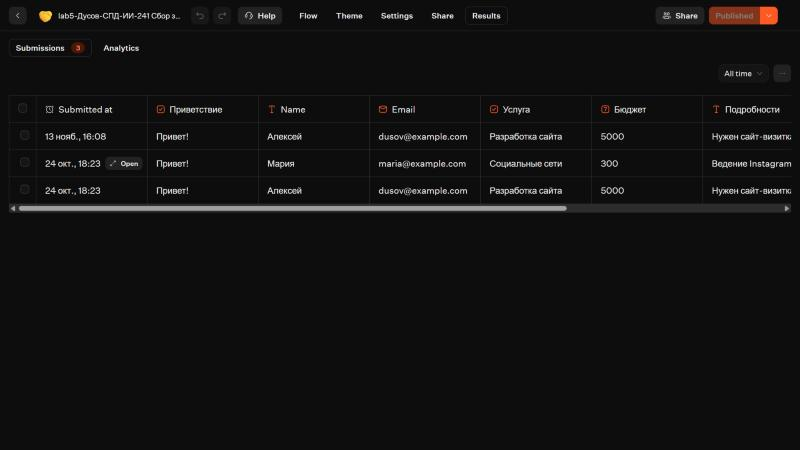 lab5-Дусов-СПД-ИИ-241 Сбор з... Help Flow Theme Settings Share Results Share Published
Submissions 3 Analytics
All time
Submitted at Приветствие Name Email Услуга Бюджет Подробности
13 нояб., 16:08 Привет! Алексей dusov@example.com Разработка сайта 5000 Нужен сайт-визитка
24 окт., 18:23 Open Привет! Мария maria@example.com Социальные сети 300 Ведение Instagram
24 окт., 18:23 Привет! Алексей dusov@example.com Разработка сайта 5000 Нужен сайт-визитка